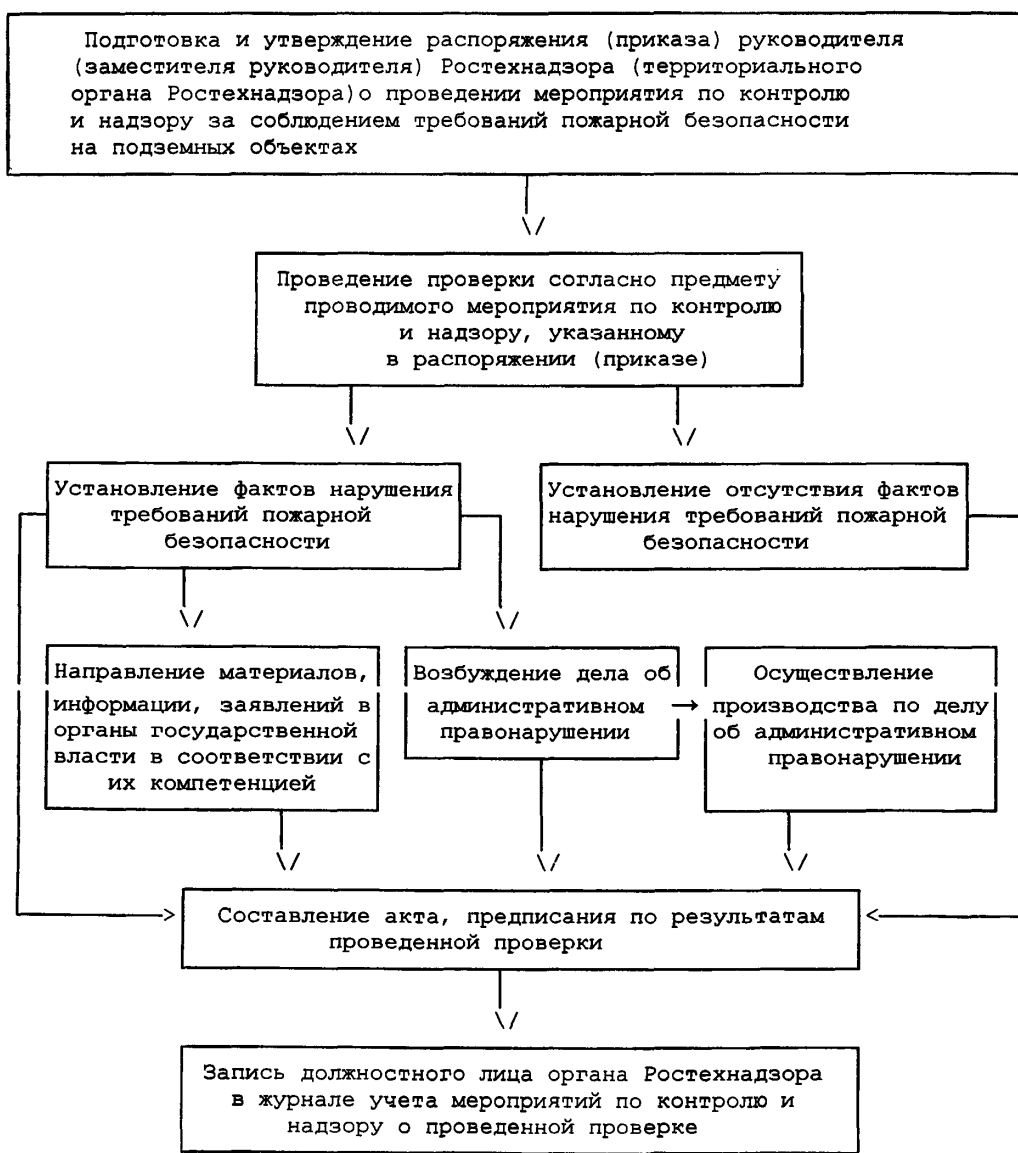 Подготовка и утверждение распоряжения (приказа) руководителя
(заместителя руководителя) Ростехнадзора (территориального
органа Ростехнадзора)о проведении мероприятия по контролю
и надзору за соблюдением требований пожарной безопасности
на подземных объектах
Проведение проверки согласно предмету
проводимого мероприятия по контролю
и надзору, указанному
в распоряжении (приказе)
Установление фактов нарушения
требований пожарной
безопасности
Установление отсутствия фактов
нарушения требований пожарной
безопасности
Направление материалов,
информации, заявлений в
органы государственной
власти в соответствии с
их компетенцией
Возбуждение дела об
административном
правонарушении
Осуществление
производства по делу
об административном
правонарушении
Составление акта, предписания по результатам
проведенной проверки
Запись должностного лица органа Ростехнадзора
в журнале учета мероприятий по контролю и
надзору о проведенной проверке